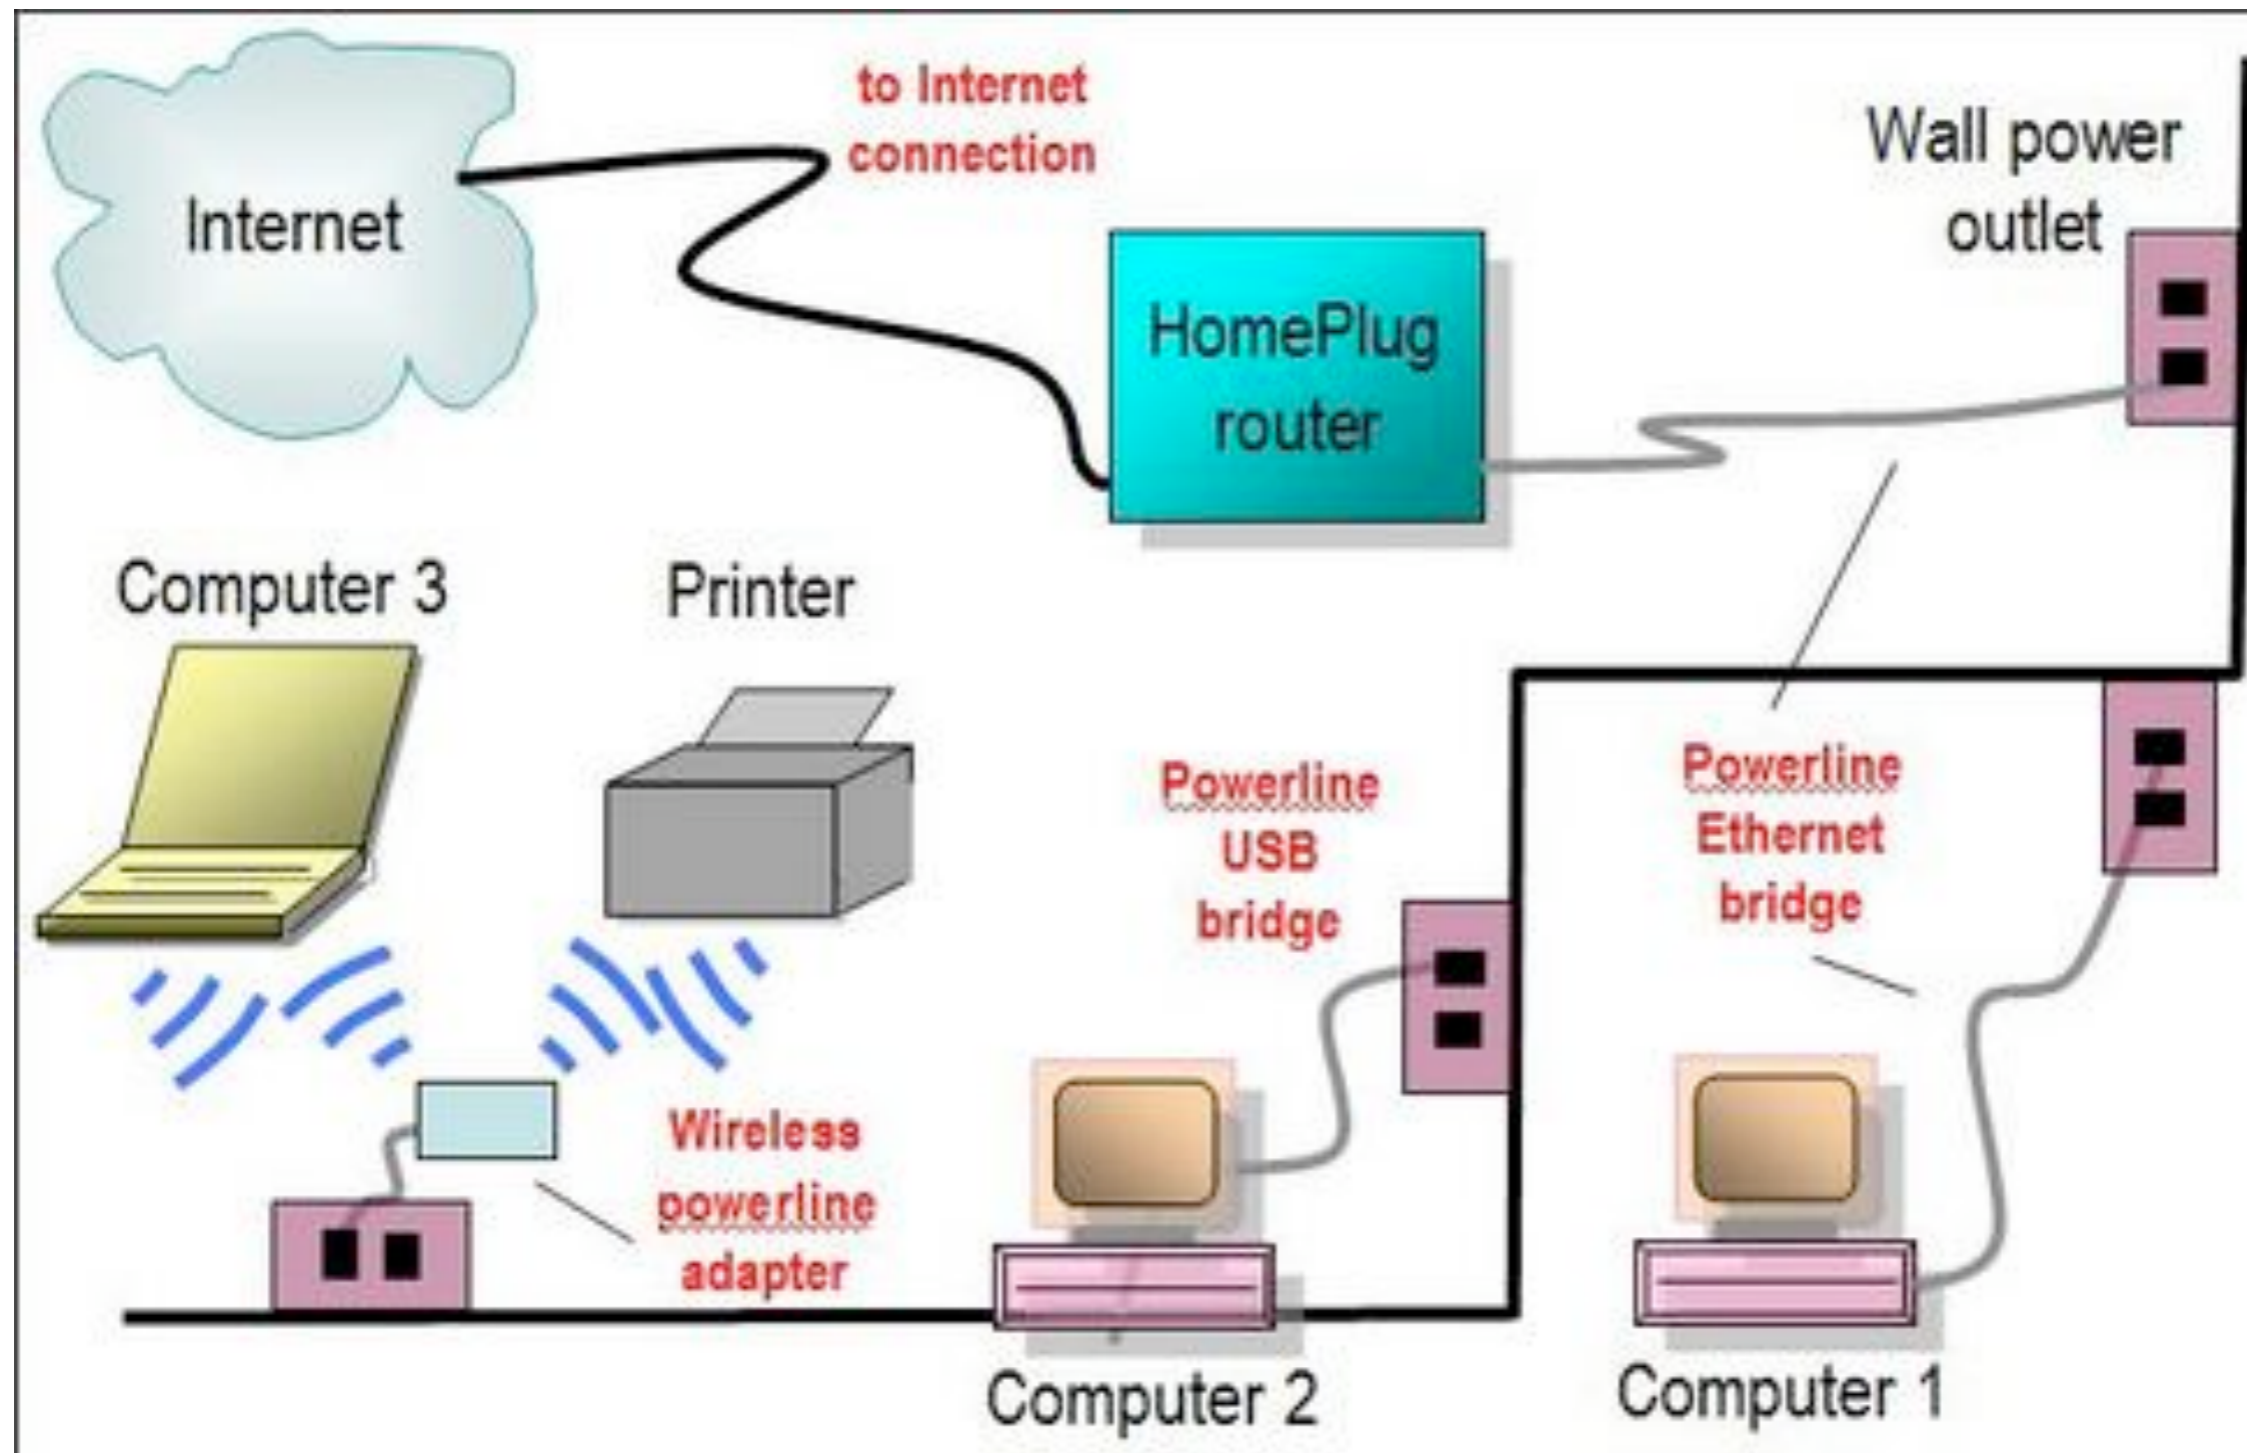 to Internet
connection
Internet
HomePlug
router
Wall power
outlet
Computer 3
Printer
Powerline
USB
bridge
Powerline
Ethernet
bridge
Wireless
powerline
adapter
Computer 2
Computer 1